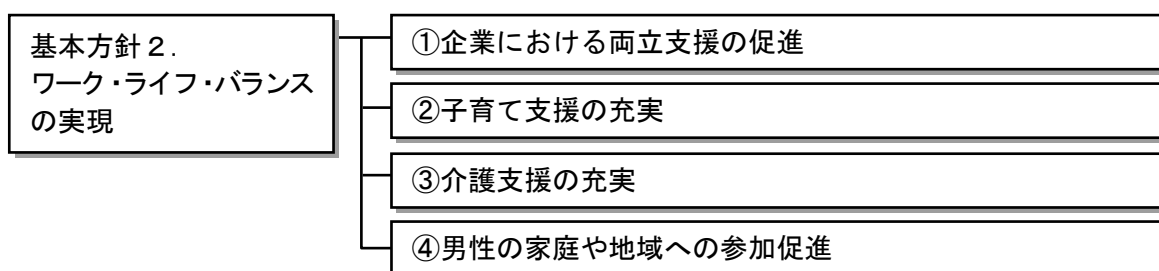 基本方針２．
ワーク・ライフ・バランス
の実現
①企業における両立支援の促進
②子育て支援の充実
③介護支援の充実
④男性の家庭や地域への参加促進